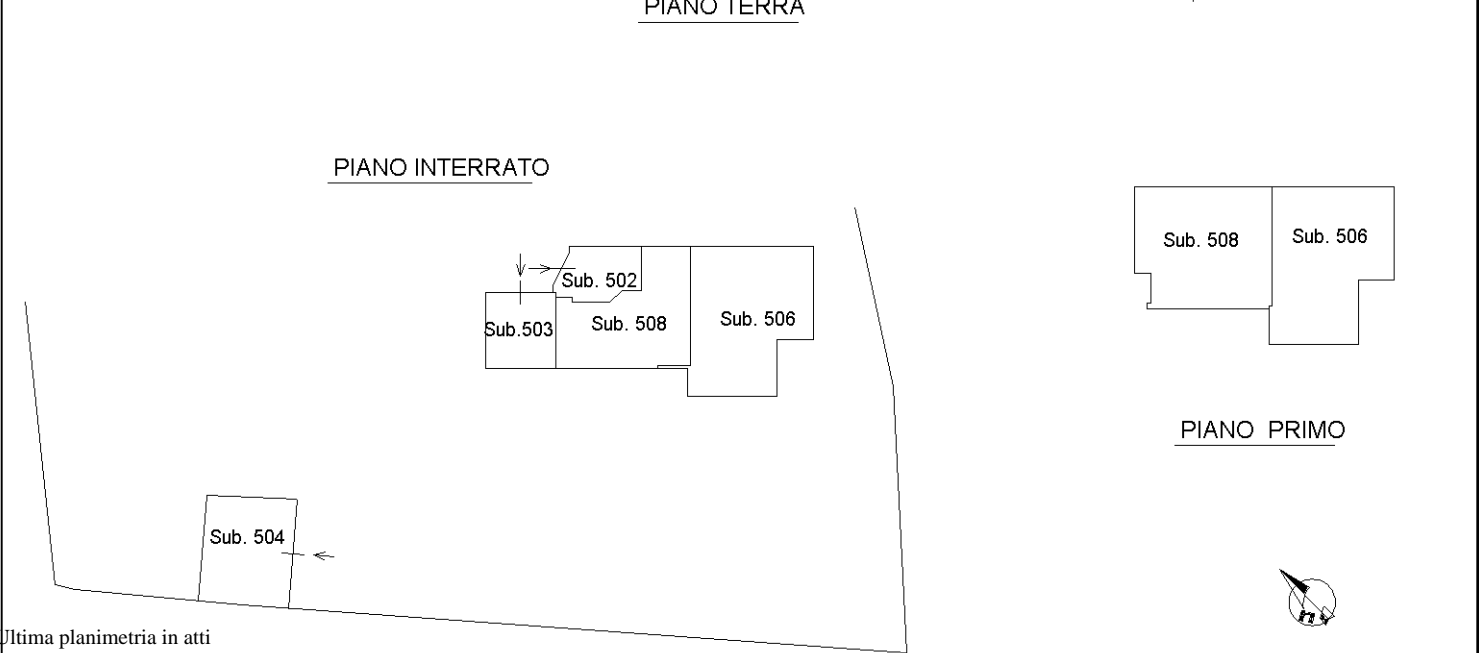 PIANO TERRA
PIANO INTERRATO
Sub. 508
Sub. 506
Sub. 502
Sub.503
Sub. 508
Sub. 506
PIANO PRIMO
Sub. 504
Ultima planimetria in atti